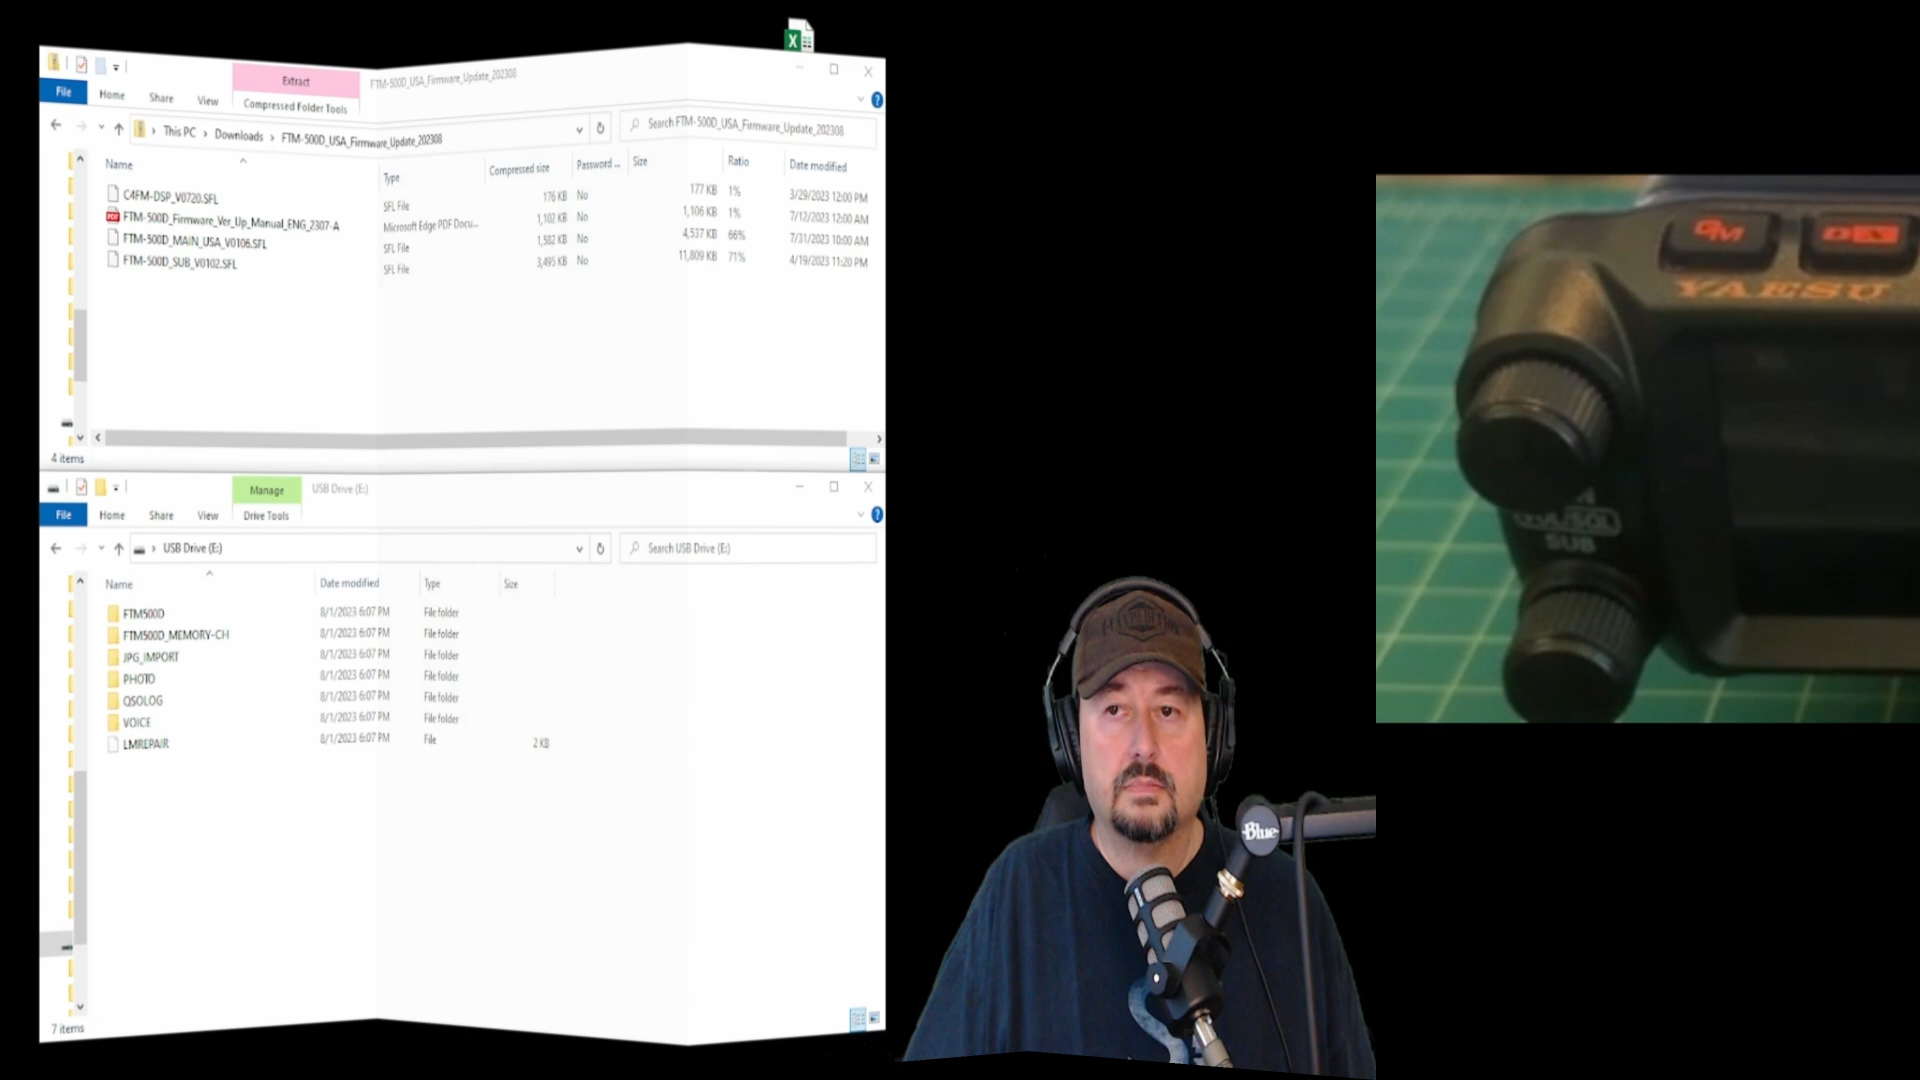 Extract
FTM-500D_USA_Firmware_Update_202308
File Home Share View Compressed Folder Tools
This PC Downloads FTM-500D_USA_Firmware_Update_202308 Search FTM-500D_USA_Firmware_Update_202308
Name Type Compressed size Password ... Size Ratio Date modified
C4FM-DSP_V0720.SFL SFL File 176 KB No 177 KB 1% 3/29/2023 12:00 PM
FTM-500D_Firmware_Ver_Up_Manual_ENG_2307-A Microsoft Edge PDF Docu... 1,102 KB No 1,106 KB 1% 7/12/2023 12:00 AM
FTM-500D_MAIN_USA_V0106.SFL SFL File 1,582 KB No 4,537 KB 66% 7/31/2023 10:00 AM
FTM-500D_SUB_V0102.SFL SFL File 3,495 KB No 11,809 KB 71% 4/19/2023 11:20 PM
4 items
Manage USB Drive (E:)
File Home Share View Drive Tools
USB Drive (E:) Search USB Drive (E:)
Name Date modified Type Size
FTM500D 8/1/2023 6:07 PM File folder
FTM500D_MEMORY-CH 8/1/2023 6:07 PM File folder
JPG_IMPORT 8/1/2023 6:07 PM File folder
PHOTO 8/1/2023 6:07 PM File folder
QSOLOG 8/1/2023 6:07 PM File folder
VOICE 8/1/2023 6:07 PM File folder
LMREPAIR 8/1/2023 6:07 PM File 2 KB
7 items
GM DX
YAESU
VOL/SQL
SUB
Blue